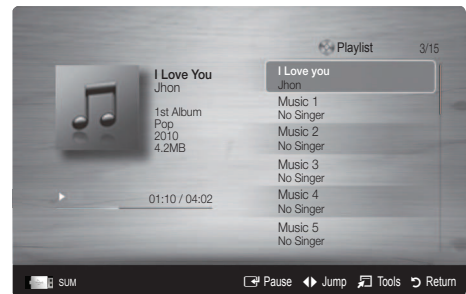 Playlist 3/15
I Love You
Jhon
1st Album
Pop
2010
4.2MB
01:10 / 04:02
I Love you
Jhon
Music 1
No Singer
Music 2
No Singer
Music 3
No Singer
Music 4
No Singer
Music 5
No Singer
SUM Pause Jump Tools Return